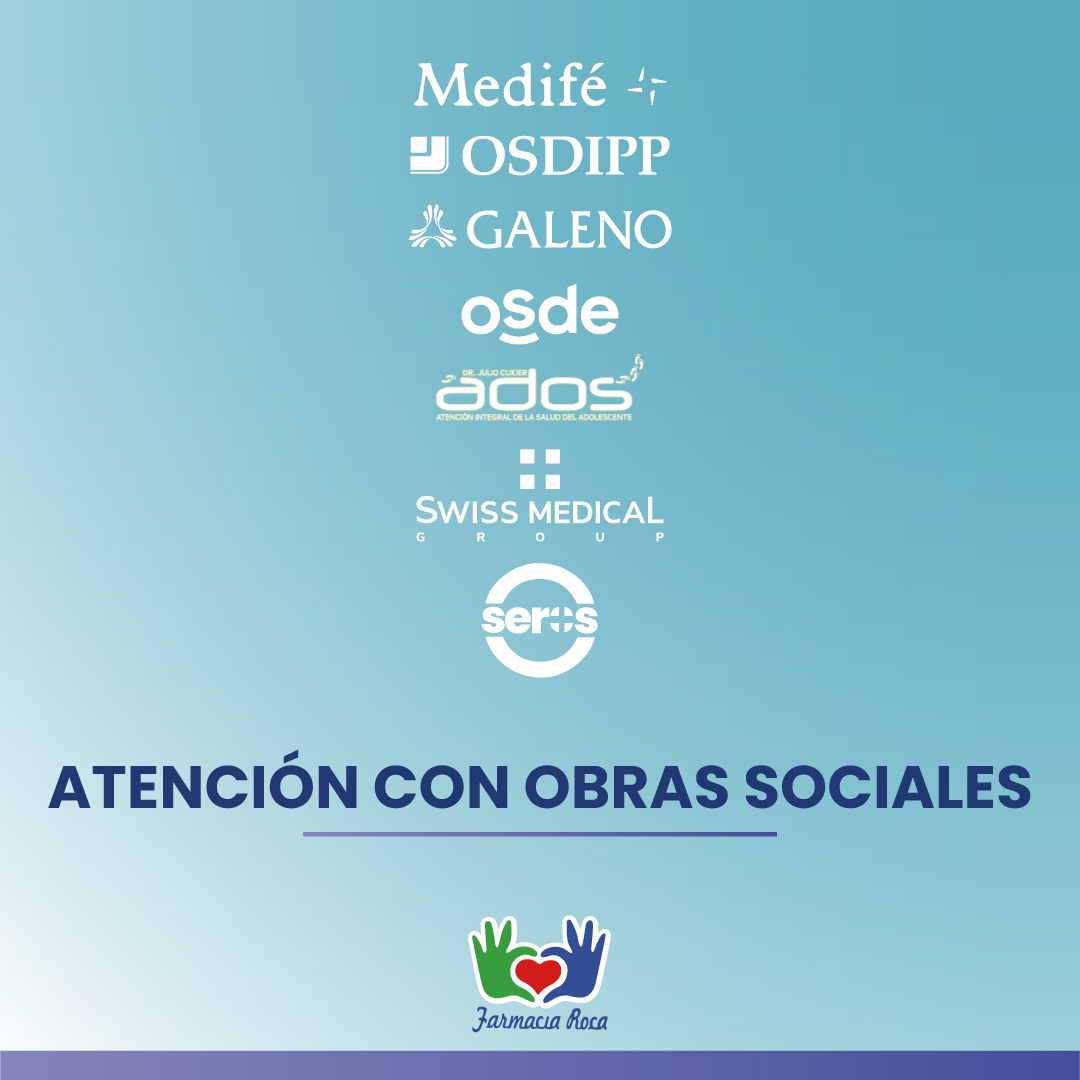 Medifé
OSDIPP
GALENO
osde
DR. JULIO CUKIER
ados
ATENCIÓN INTEGRAL DE LA SALUD DEL ADOLESCENTE
SWISS MEDICAL
GROUP
seros
ATENCIÓN CON OBRAS SOCIALES
Farmacia Roca